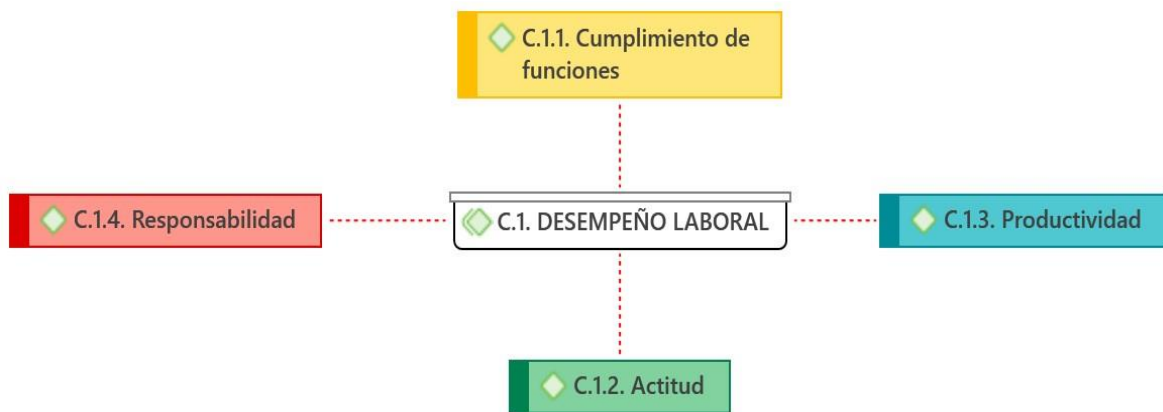 C.1.1. Cumplimiento de
funciones
C.1.4. Responsabilidad
C.1. DESEMPEÑO LABORAL
C.1.3. Productividad
C.1.2. Actitud